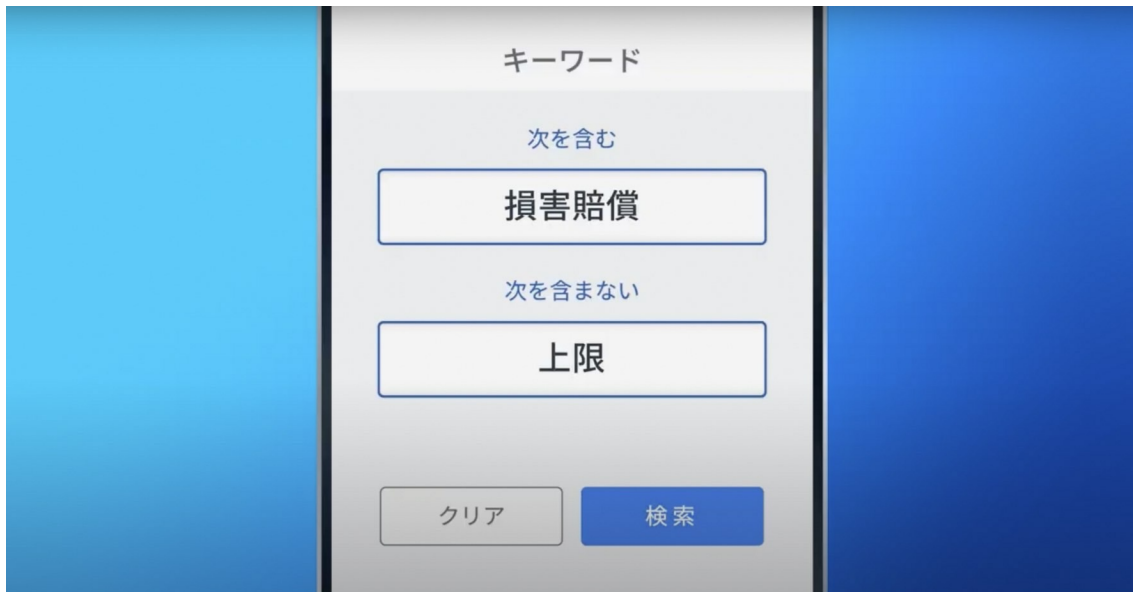 キーワード
次を含む
損害賠償
次を含まない
上限
クリア
検索